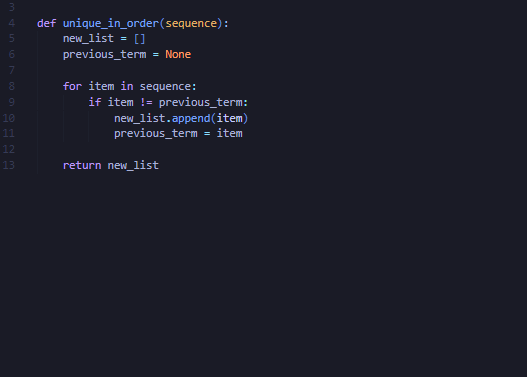 3
4 def unique_in_order(sequence):
5     new_list = []
6     previous_term = None
7
8     for item in sequence:
9         if item != previous_term:
10             new_list.append(item)
11             previous_term = item
12
13     return new_list